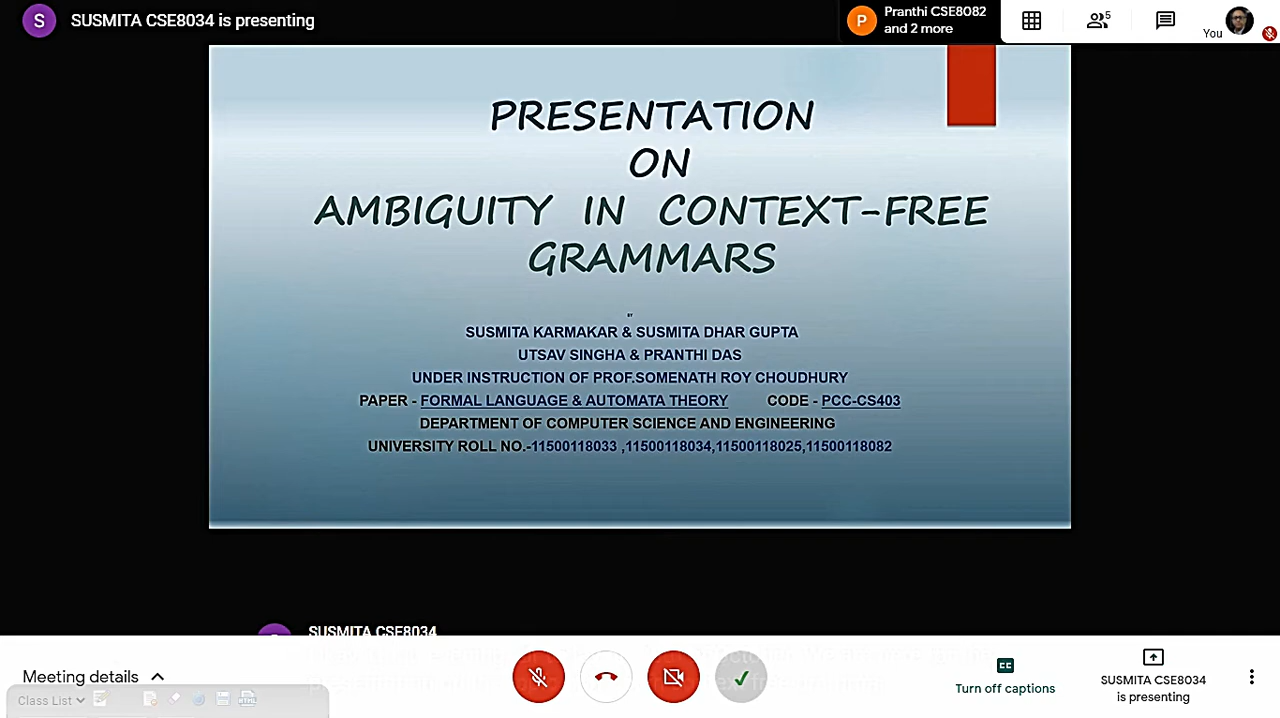 S
SUSMITA CSE8034 is presenting
P
Pranthi CSE8082
and 2 more
5
You
PRESENTATION
ON
AMBIGUITY IN CONTEXT-FREE
GRAMMARS
BY
SUSMITA KARMAKAR & SUSMITA DHAR GUPTA
UTSAV SINGHA & PRANTHI DAS
UNDER INSTRUCTION OF PROF.SOMENATH ROY CHOUDHURY
PAPER - FORMAL LANGUAGE & AUTOMATA THEORY CODE - PCC-CS403
DEPARTMENT OF COMPUTER SCIENCE AND ENGINEERING
UNIVERSITY ROLL NO.-11500118033 ,11500118034,11500118025,11500118082
SUSMITA CSE8034
Meeting details
Class List
CC
Turn off captions
SUSMITA CSE8034
is presenting